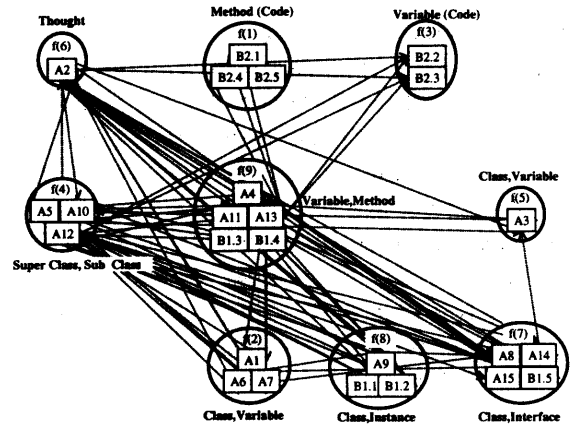 Thought
Method (Code)
Variable (Code)
f(6)
A2
f(1)
B2.1
B2.4 B2.5
f(3)
B2.2
B2.3
f(4)
A5 A10
A12
Super Class, Sub Class
f(9)
A4
A11 A13
B1.3 B1.4
Variable,Method
Class,Variable
f(5)
A3
f(2)
A1
A6 A7
Class,Variable
f(8)
A9
B1.1 B1.2
Class,Instance
f(7)
A8 A14
A15 B1.5
Class,Interface